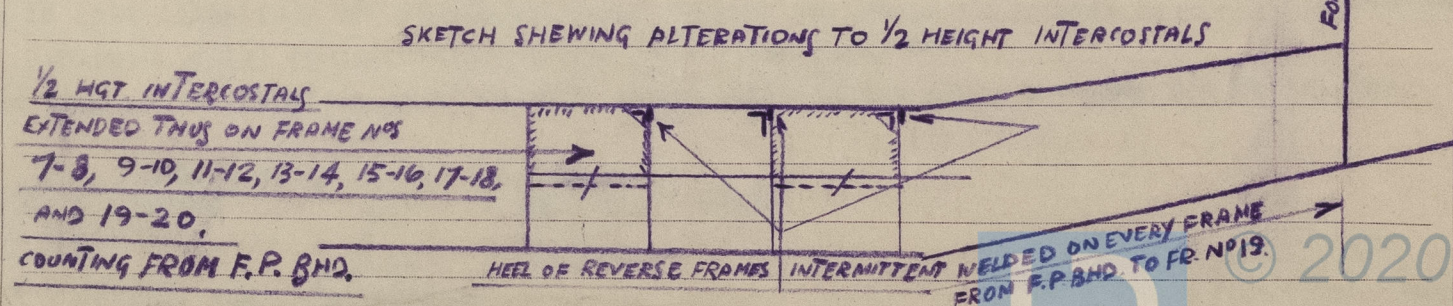 SKETCH SHEWING ALTERATIONS TO 1/2 HEIGHT INTERCOSTALS
1/2 HGT INTERCOSTALS
EXTENDED THUS ON FRAME Nos
7-8, 9-10, 11-12, 13-14, 15-16, 17-18,
AND 19-20,
COUNTING FROM F.P. BHD.
HEEL OF REVERSE FRAMES INTERMITTENT WELDED ON EVERY FRAME
FROM F.P BHD. TO FR. No 19.
FO
© 2020